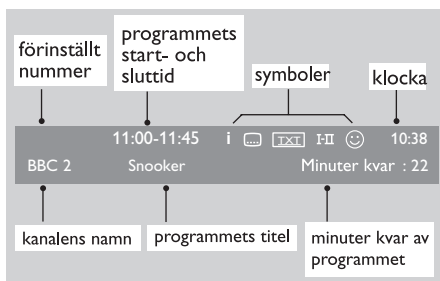 förinställt
nummer
programmets
start- och
sluttid
symboler
klocka
11:00-11:45 i TXT I-II 10:38
BBC 2 Snooker Minuter kvar : 22
kanalens namn
programmets titel
minuter kvar av
programmet